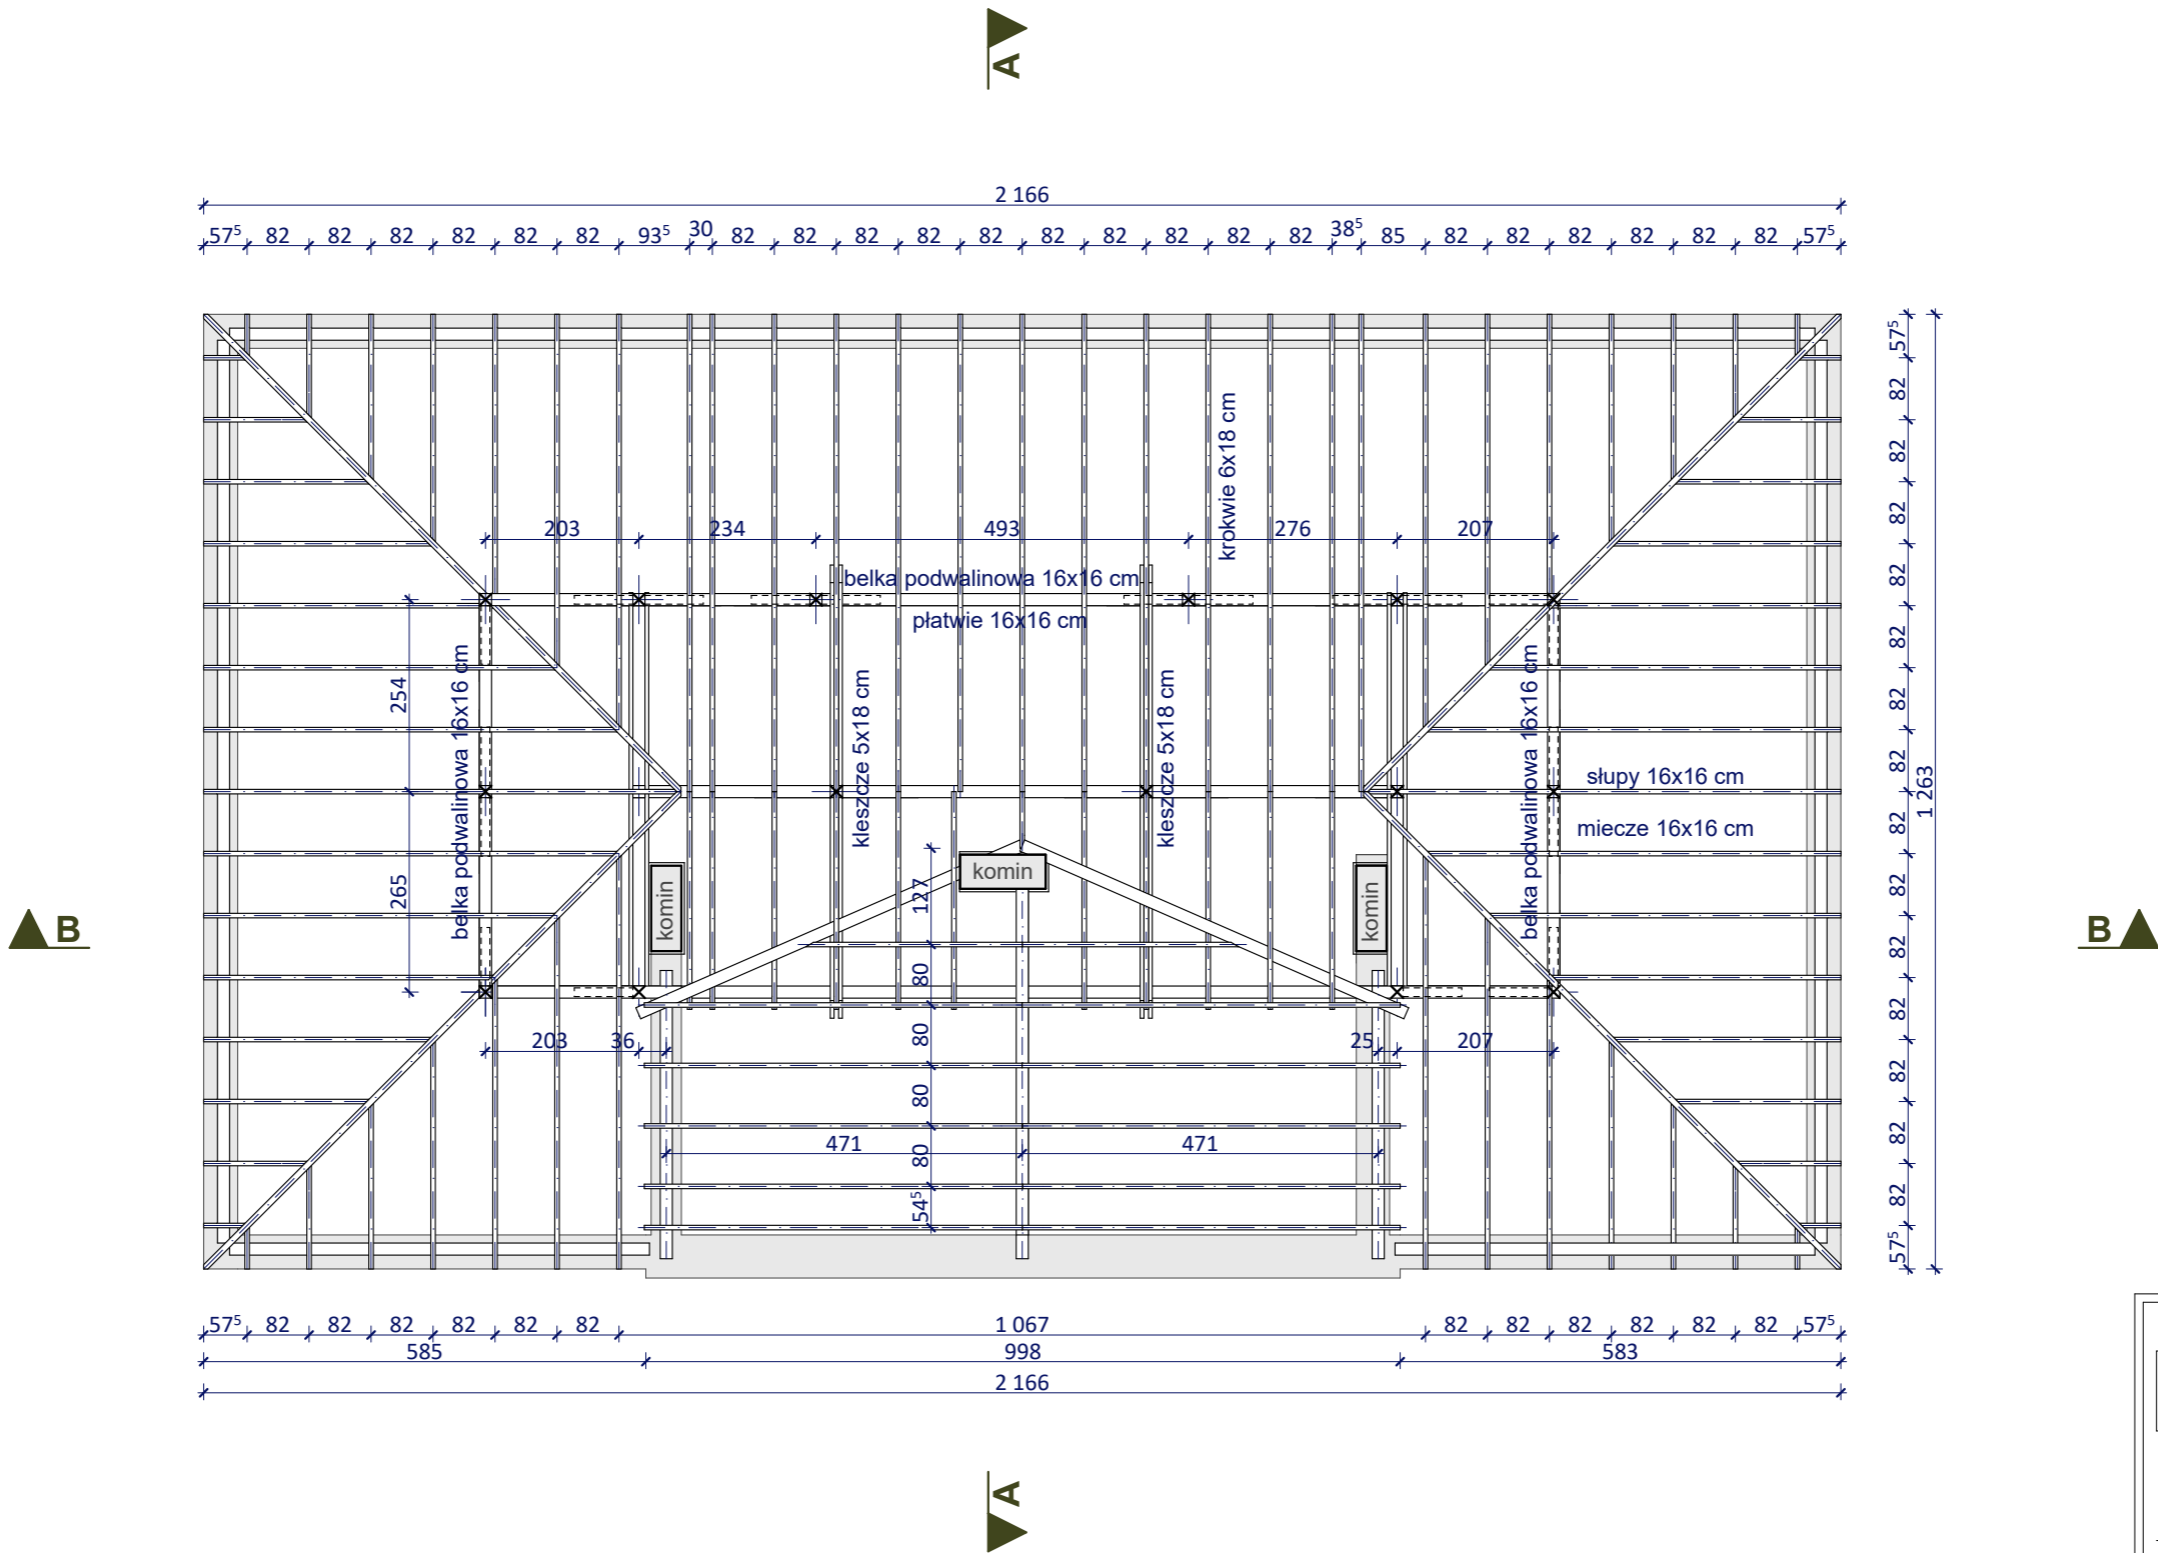 A
2 166
57⁵ 82 82 82 82 82 82 93⁵ 30 82 82 82 82 82 82 82 82 82 82 38⁵ 85 82 82 82 82 82 82 57⁵
57⁵
82
82
82
82
82
82
82
82
82
82
82
82
82
82
57⁵
1 263
krokwie 6x18 cm
203 234 493 276 207
belka podwalinowa 16x16 cm
płatwie 16x16 cm
254
265
belka podwalinowa 16x16 cm
kleszcze 5x18 cm
kleszcze 5x18 cm
belka podwalinowa 16x16 cm
słupy 16x16 cm
miecze 16x16 cm
komin
komin
komin
127
80
80
80
80
54⁵
B
B
203 36 25 207
471 471
57⁵ 82 82 82 82 82 82 1 067 82 82 82 82 82 82 57⁵
585 998 583
2 166
A